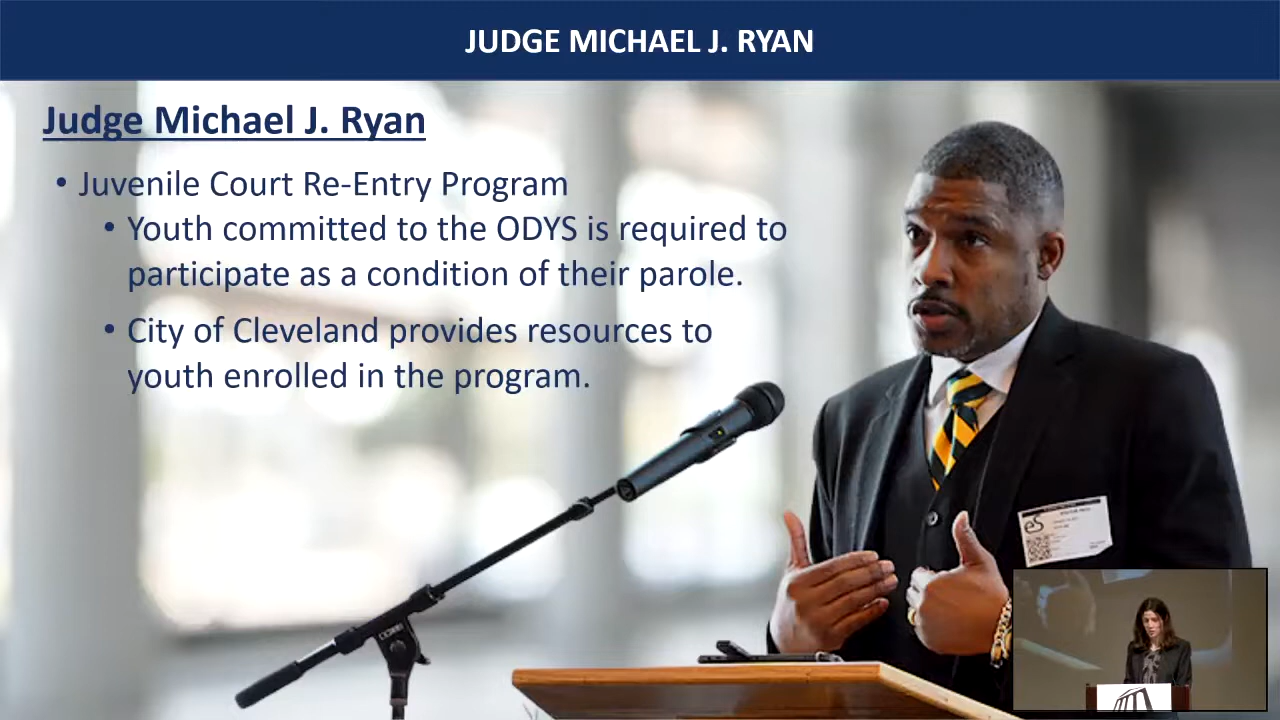 JUDGE MICHAEL J. RYAN
Judge Michael J. Ryan
• Juvenile Court Re-Entry Program
• Youth committed to the ODYS is required to
participate as a condition of their parole.
• City of Cleveland provides resources to
youth enrolled in the program.